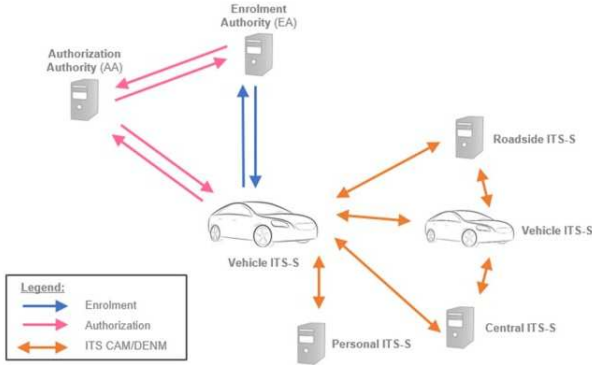 Enrolment
Authority (EA)
Authorization
Authority (AA)
Roadside ITS-S
Vehicle ITS-S
Vehicle ITS-S
Legend:
Enrolment
Authorization
ITS CAM/DENM
Personal ITS-S
Central ITS-S